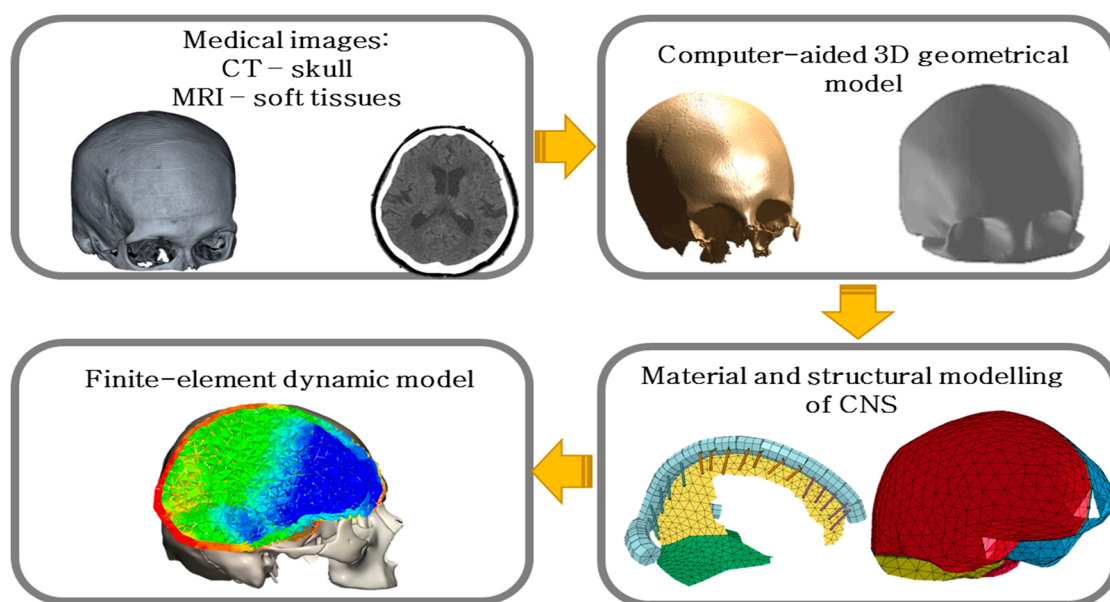 Medical images:
CT - skull
MRI - soft tissues
Computer-aided 3D geometrical
model
Material and structural modelling
of CNS
Finite-element dynamic model